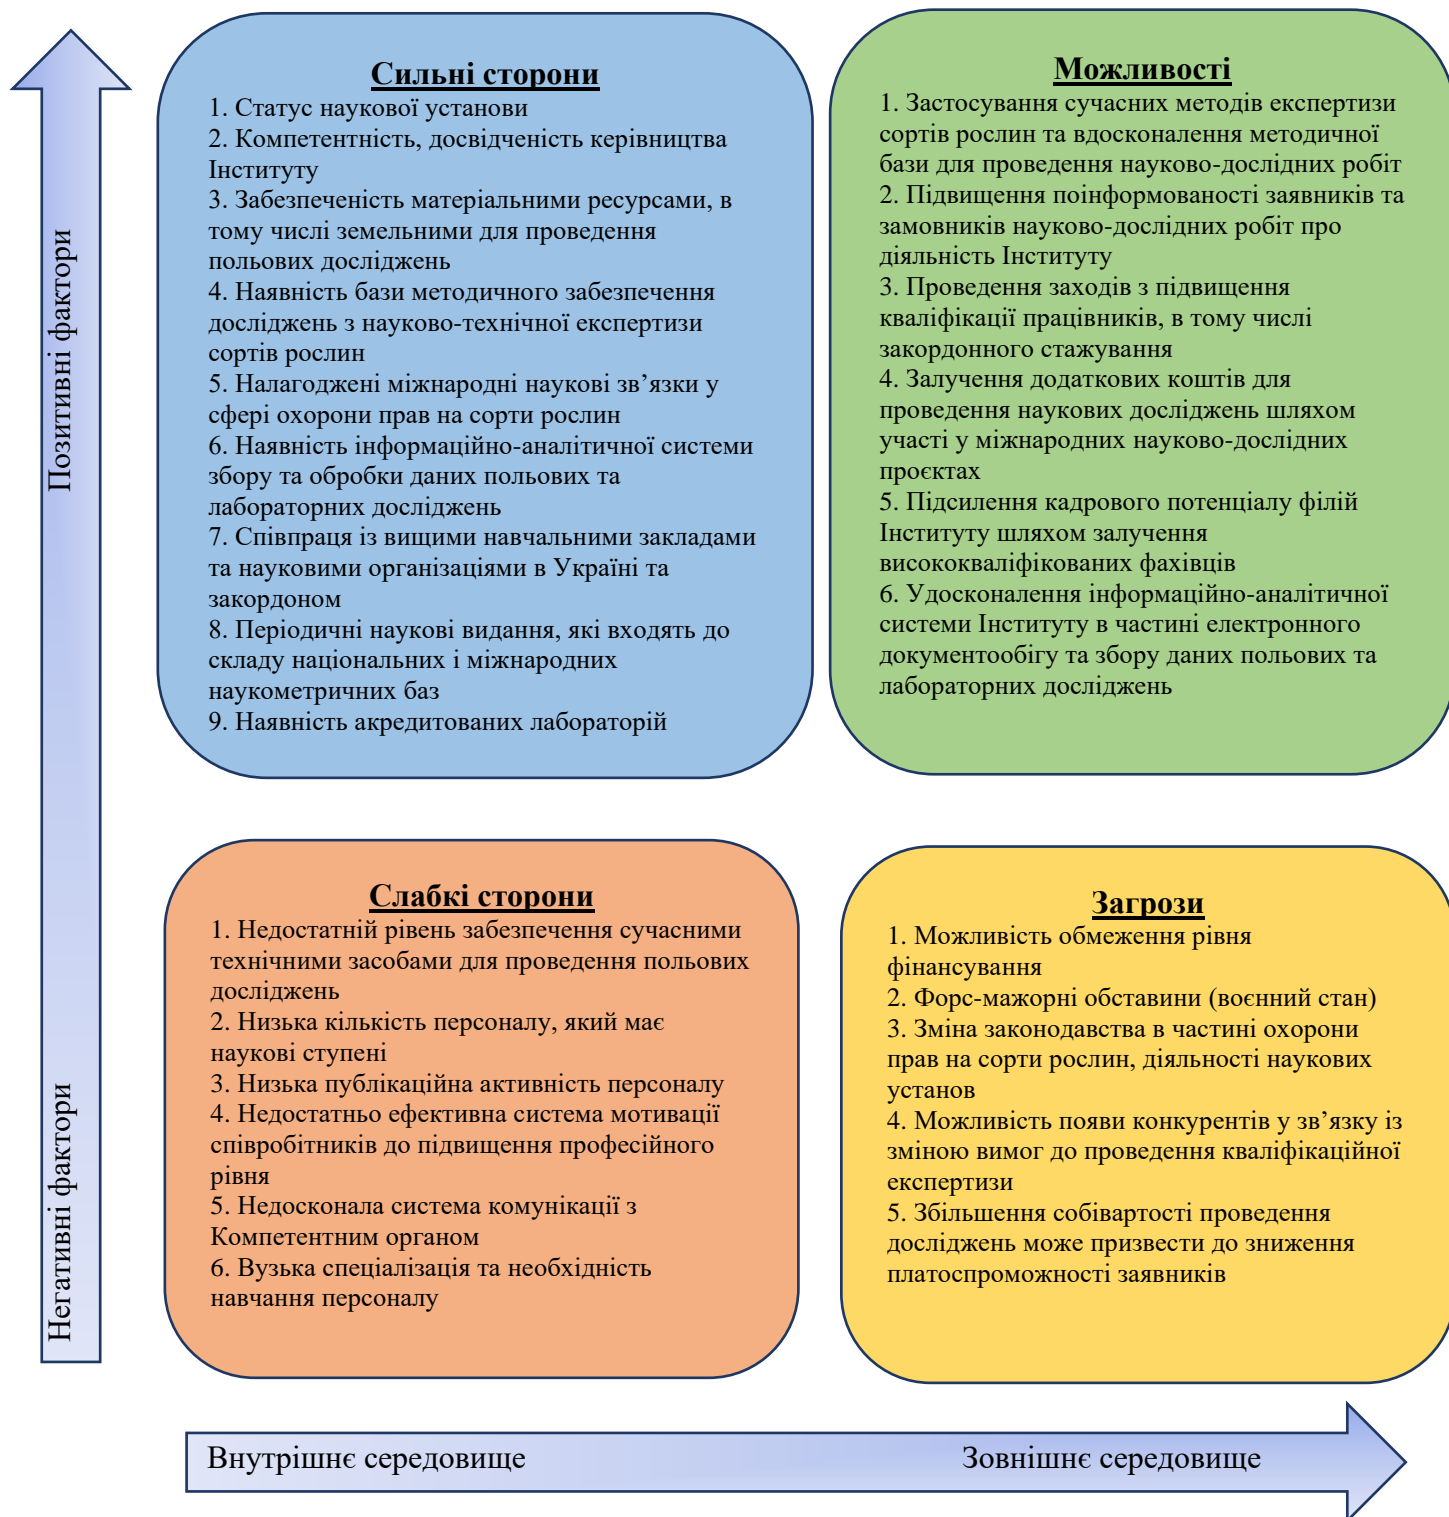 Позитивні фактори
Негативні фактори
Сильні сторони
1. Статус наукової установи
2. Компетентність, досвідченість керівництва
Інституту
3. Забезпеченість матеріальними ресурсами, в
тому числі земельними для проведення
польових досліджень
4. Наявність бази методичного забезпечення
досліджень з науково-технічної експертизи
сортів рослин
5. Налагоджені міжнародні наукові зв’язки у
сфері охорони прав на сорти рослин
6. Наявність інформаційно-аналітичної системи
збору та обробки даних польових та
лабораторних досліджень
7. Співпраця із вищими навчальними закладами
та науковими організаціями в Україні та
закордоном
8. Періодичні наукові видання, які входять до
складу національних і міжнародних
наукометричних баз
9. Наявність акредитованих лабораторій
Можливості
1. Застосування сучасних методів експертизи
сортів рослин та вдосконалення методичної
бази для проведення науково-дослідних робіт
2. Підвищення поінформованості заявників та
замовників науково-дослідних робіт про
діяльність Інституту
3. Проведення заходів з підвищення
кваліфікації працівників, в тому числі
закордонного стажування
4. Залучення додаткових коштів для
проведення наукових досліджень шляхом
участі у міжнародних науково-дослідних
проєктах
5. Підсилення кадрового потенціалу філій
Інституту шляхом залучення
висококваліфікованих фахівців
6. Удосконалення інформаційно-аналітичної
системи Інституту в частині електронного
документообігу та збору даних польових та
лабораторних досліджень
Слабкі сторони
1. Недостатній рівень забезпечення сучасними
технічними засобами для проведення польових
досліджень
2. Низька кількість персоналу, який має
наукові ступені
3. Низька публікаційна активність персоналу
4. Недостатньо ефективна система мотивації
співробітників до підвищення професійного
рівня
5. Недосконала система комунікації з
Компетентним органом
6. Вузька спеціалізація та необхідність
навчання персоналу
Загрози
1. Можливість обмеження рівня
фінансування
2. Форс-мажорні обставини (воєнний стан)
3. Зміна законодавства в частині охорони
прав на сорти рослин, діяльності наукових
установ
4. Можливість появи конкурентів у зв’язку із
зміною вимог до проведення кваліфікаційної
експертизи
5. Збільшення собівартості проведення
досліджень може призвести до зниження
платоспроможності заявників
Внутрішнє середовище
Зовнішнє середовище